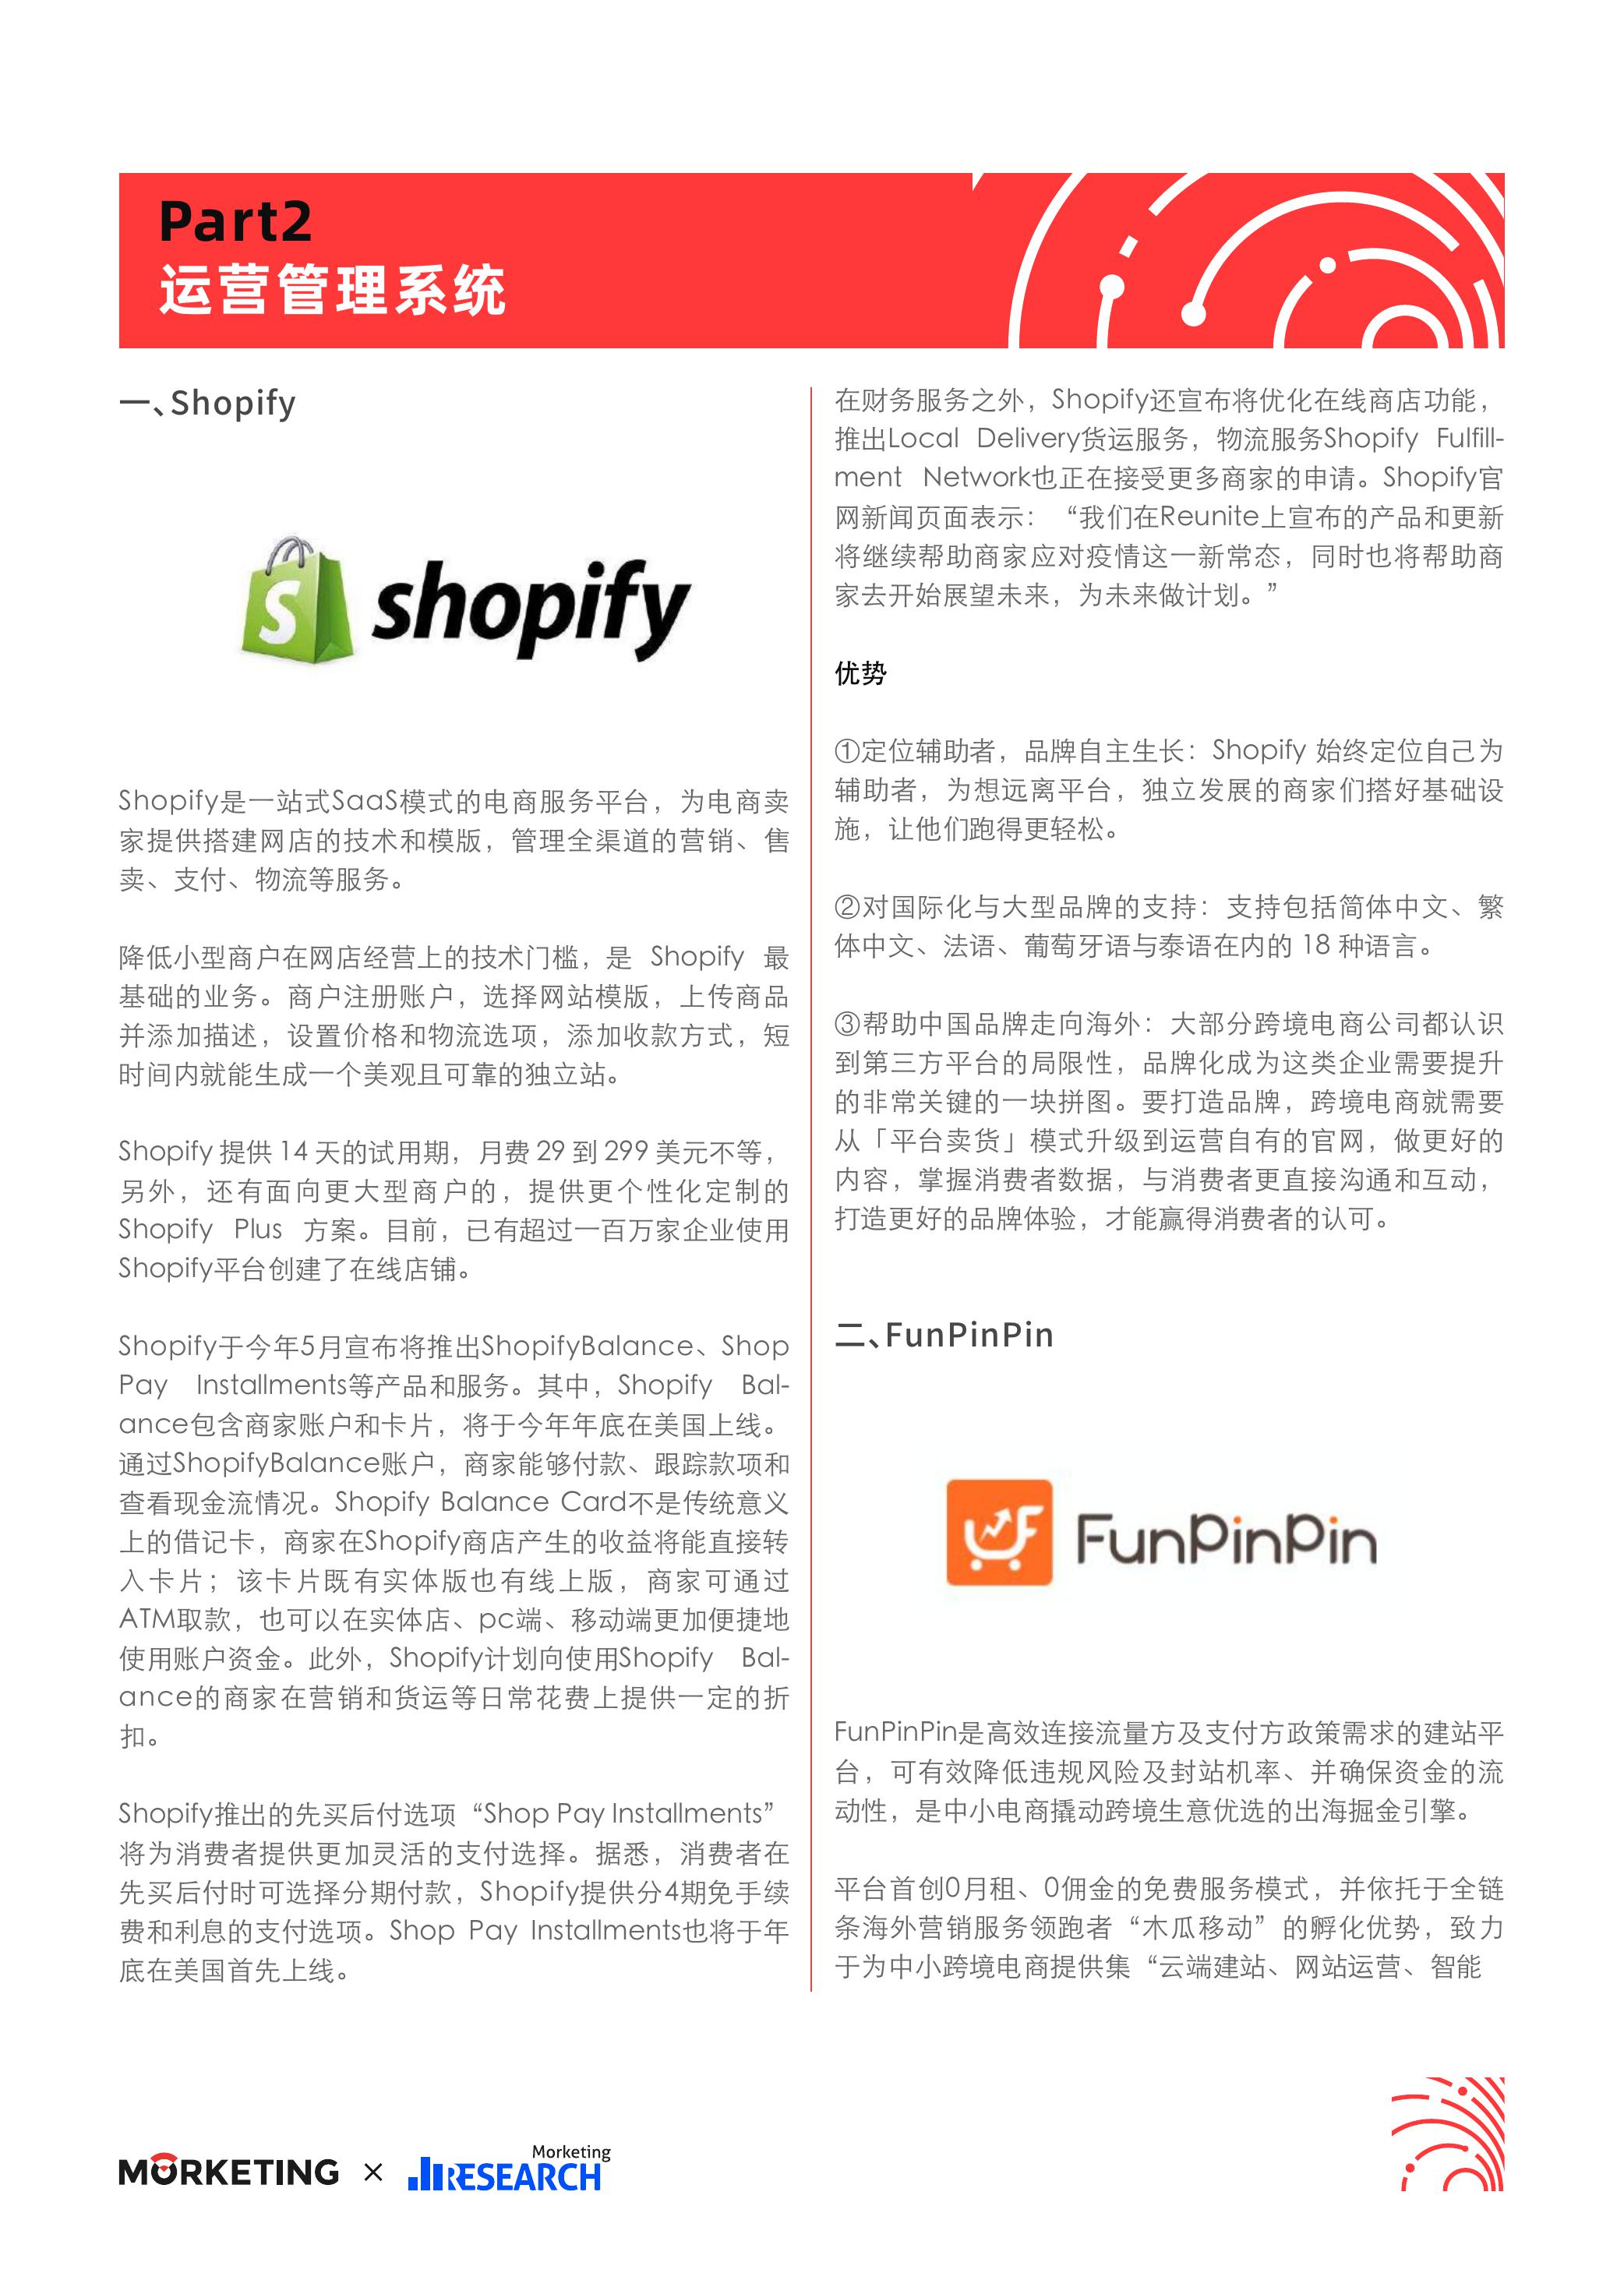 Part2
运营管理系统
一、Shopify
shopify
Shopify是一站式SaaS模式的电商服务平台，为电商卖
家提供搭建网店的技术和模版，管理全渠道的营销、售
卖、支付、物流等服务。
降低小型商户在网店经营上的技术门槛，是 Shopify 最
基础的业务。商户注册账户，选择网站模版，上传商品
并添加描述，设置价格和物流选项，添加收款方式，短
时间内就能生成一个美观且可靠的独立站。
Shopify 提供 14 天的试用期，月费 29 到 299 美元不等，
另外，还有面向更大型商户的，提供更个性化定制的
Shopify Plus 方案。目前，已有超过一百万家企业使用
Shopify平台创建了在线店铺。
Shopify于今年5月宣布将推出ShopifyBalance、Shop
Pay Installments等产品和服务。其中，Shopify Bal-
ance包含商家账户和卡片，将于今年年底在美国上线。
通过ShopifyBalance账户，商家能够付款、跟踪款项和
查看现金流情况。Shopify Balance Card不是传统意义
上的借记卡，商家在Shopify商店产生的收益将能直接转
入卡片；该卡片既有实体版也有线上版，商家可通过
ATM取款，也可以在实体店、pc端、移动端更加便捷地
使用账户资金。此外，Shopify计划向使用Shopify Bal-
ance的商家在营销和货运等日常花费上提供一定的折
扣。
Shopify推出的先买后付选项“Shop Pay Installments”
将为消费者提供更加灵活的支付选择。据悉，消费者在
先买后付时可选择分期付款，Shopify提供分4期免手续
费和利息的支付选项。Shop Pay Installments也将于年
底在美国首先上线。
在财务服务之外，Shopify还宣布将优化在线商店功能，
推出Local Delivery货运服务，物流服务Shopify Fulfill-
ment Network也正在接受更多商家的申请。Shopify官
网新闻页面表示：“我们在Reunite上宣布的产品和更新
将继续帮助商家应对疫情这一新常态，同时也将帮助商
家去开始展望未来，为未来做计划。”
优势
①定位辅助者，品牌自主生长：Shopify 始终定位自己为
辅助者，为想远离平台，独立发展的商家们搭好基础设
施，让他们跑得更轻松。
②对国际化与大型品牌的支持：支持包括简体中文、繁
体中文、法语、葡萄牙语与泰语在内的 18 种语言。
③帮助中国品牌走向海外：大部分跨境电商公司都认识
到第三方平台的局限性，品牌化成为这类企业需要提升
的非常关键的一块拼图。要打造品牌，跨境电商就需要
从「平台卖货」模式升级到运营自有的官网，做更好的
内容，掌握消费者数据，与消费者更直接沟通和互动，
打造更好的品牌体验，才能赢得消费者的认可。
二、FunPinPin
FunPinPin
FunPinPin是高效连接流量方及支付方政策需求的建站平
台，可有效降低违规风险及封站机率、并确保资金的流
动性，是中小电商撬动跨境生意优选的出海掘金引擎。
平台首创0月租、0佣金的免费服务模式，并依托于全链
条海外营销服务领跑者“木瓜移动”的孵化优势，致力
于为中小跨境电商提供集“云端建站、网站运营、智能
MORKETING × Morketing RESEARCH